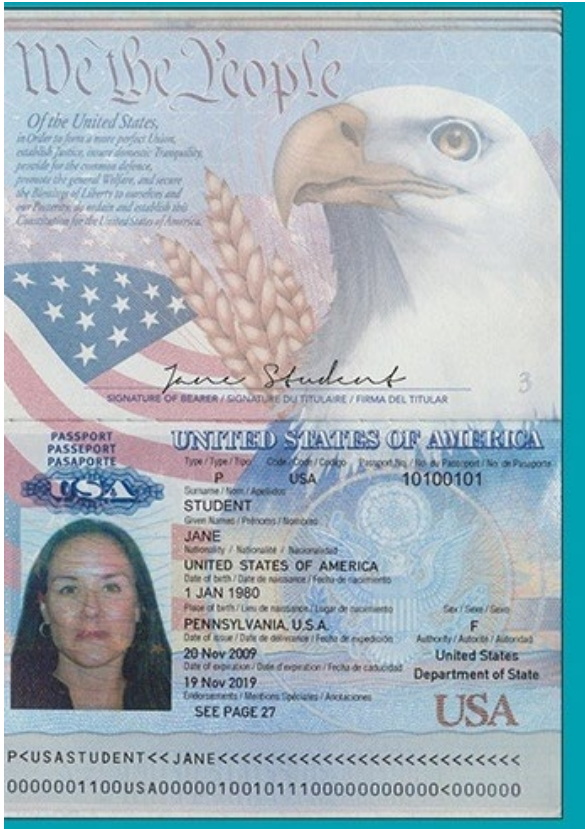 We the People
Of the United States,
in Order to form a more perfect Union,
establish Justice, insure domestic Tranquility,
provide for the common defence,
promote the general Welfare, and secure
the Blessings of Liberty to ourselves and
our Posterity, do ordain and establish this
Constitution for the United States of America.
Jane Student
3
SIGNATURE OF BEARER / SIGNATURE DU TITULAIRE / FIRMA DEL TITULAR
PASSPORT
PASSEPORT
PASAPORTE
USA
UNITED STATES OF AMERICA
Type / Type / Tipo Code / Code / Codigo Passport No. / No. du Passeport / No. de Pasaporte
P USA 10100101
Surname / Nom / Apellidos
STUDENT
Given Names / Prénoms / Nombres
JANE
Nationality / Nationalité / Nacionalidad
UNITED STATES OF AMERICA
Date of birth / Date de naissance / Fecha de nacimiento
1 JAN 1980
Place of birth / Lieu de naissance / Lugar de nacimiento Sex / Sexe / Sexo
PENNSYLVANIA, U.S.A. F
Date of issue / Date de délivrance / Fecha de expedición Authority / Autorité / Autoridad
20 Nov 2009 United States
Date of expiration / Date d'expiration / Fecha de caducidad Department of State
19 Nov 2019
Endorsements / Mentions Spéciales / Anotaciones
SEE PAGE 27
USA
P<USASTUDENT<<JANE<<<<<<<<<<<<<<<<<<<<<<<<<<
0000001100USA000001001011100000000000<000000